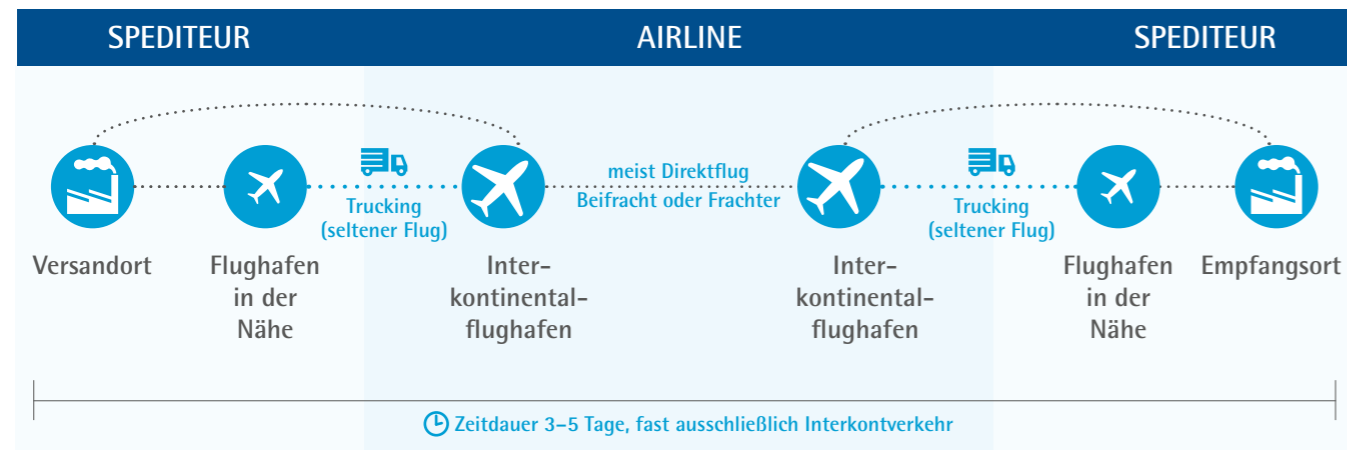 SPEDITEUR
AIRLINE
SPEDITEUR
meist Direktflug
Beifracht oder Frachter
Trucking
(seltener Flug)
Trucking
(seltener Flug)
Versandort
Flughafen
in der
Nähe
Inter-
kontinental-
flughafen
Inter-
kontinental-
flughafen
Flughafen
in der
Nähe
Empfangsort
Zeitdauer 3–5 Tage, fast ausschließlich Interkontverkehr